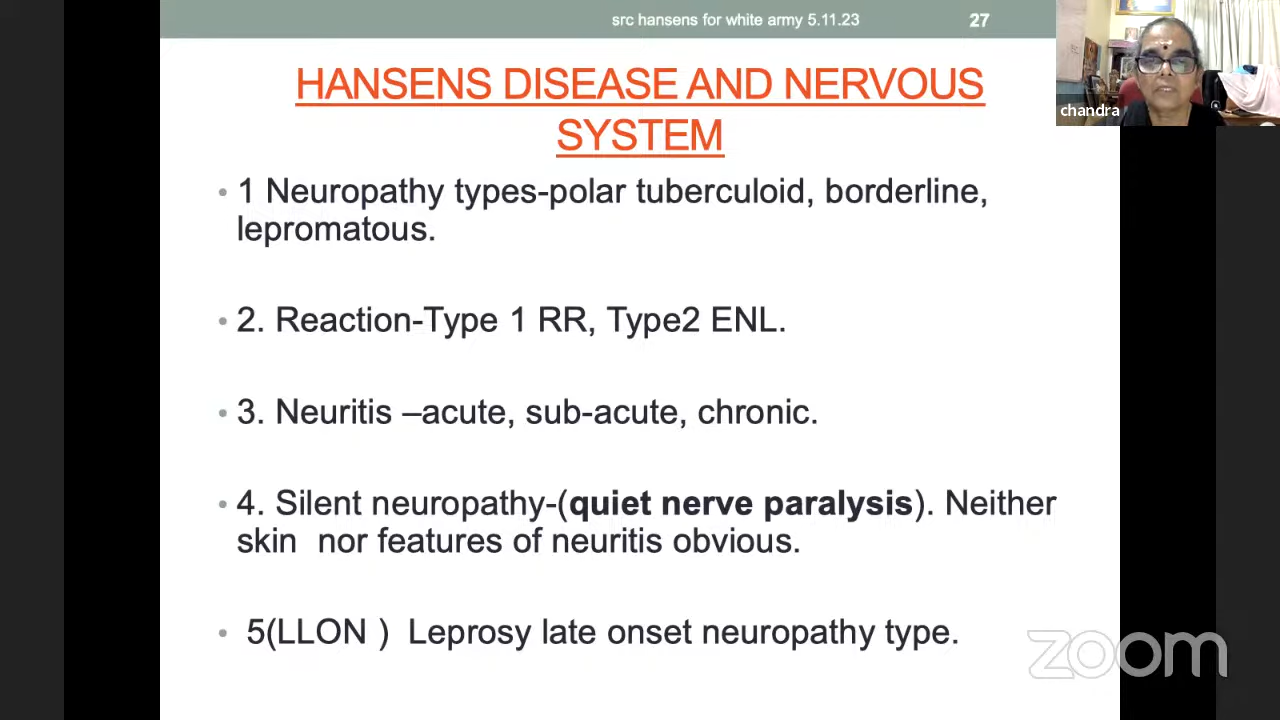 src hansens for white army 5.11.23
27
chandra
HANSENS DISEASE AND NERVOUS
SYSTEM
• 1 Neuropathy types-polar tuberculoid, borderline,
lepromatous.
• 2. Reaction-Type 1 RR, Type2 ENL.
• 3. Neuritis –acute, sub-acute, chronic.
• 4. Silent neuropathy-(quiet nerve paralysis). Neither
skin  nor features of neuritis obvious.
• 5(LLON )  Leprosy late onset neuropathy type.
zoom